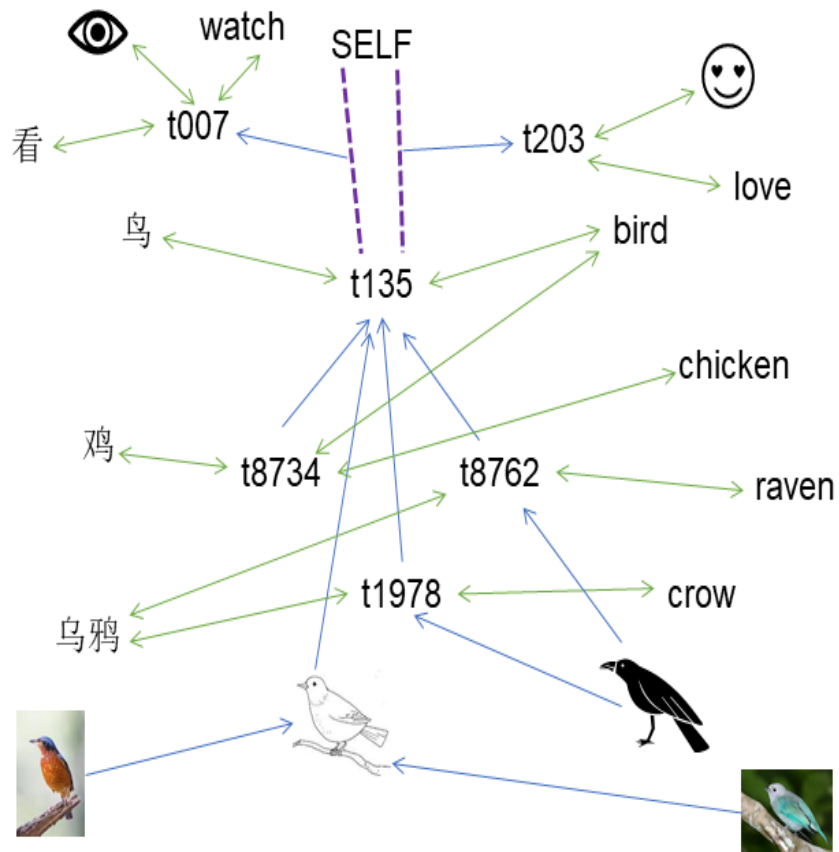 watch
SELF
t007
t203
看
love
鸟
bird
t135
chicken
鸡
t8734
t8762
raven
t1978
crow
乌鸦